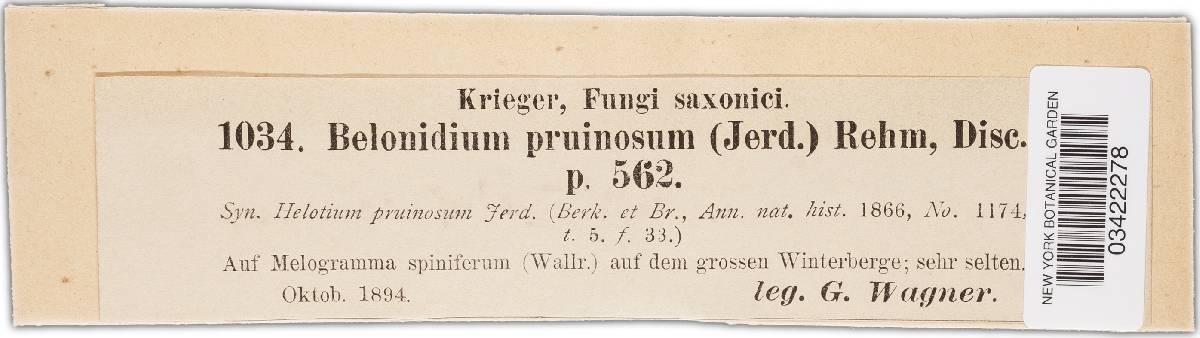 Krieger, Fungi saxonici.
1034. Belonidium pruinosum (Jerd.) Rehm, Disc.
p. 562.
Syn. Helotium pruinosum Jerd. (Berk. et Br., Ann. nat. hist. 1866, No. 1174,
t. 5. f. 33.)
Auf Melogramma spiniferum (Wallr.) auf dem grossen Winterberge; sehr selten.
Oktob. 1894. leg. G. Wagner.
NEW YORK BOTANICAL GARDEN
03422278